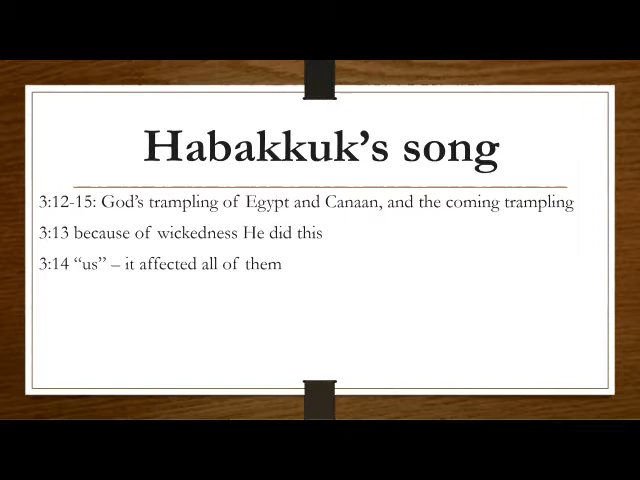 Habakkuk’s song
3:12-15: God’s trampling of Egypt and Canaan, and the coming trampling
3:13 because of wickedness He did this
3:14 “us” – it affected all of them